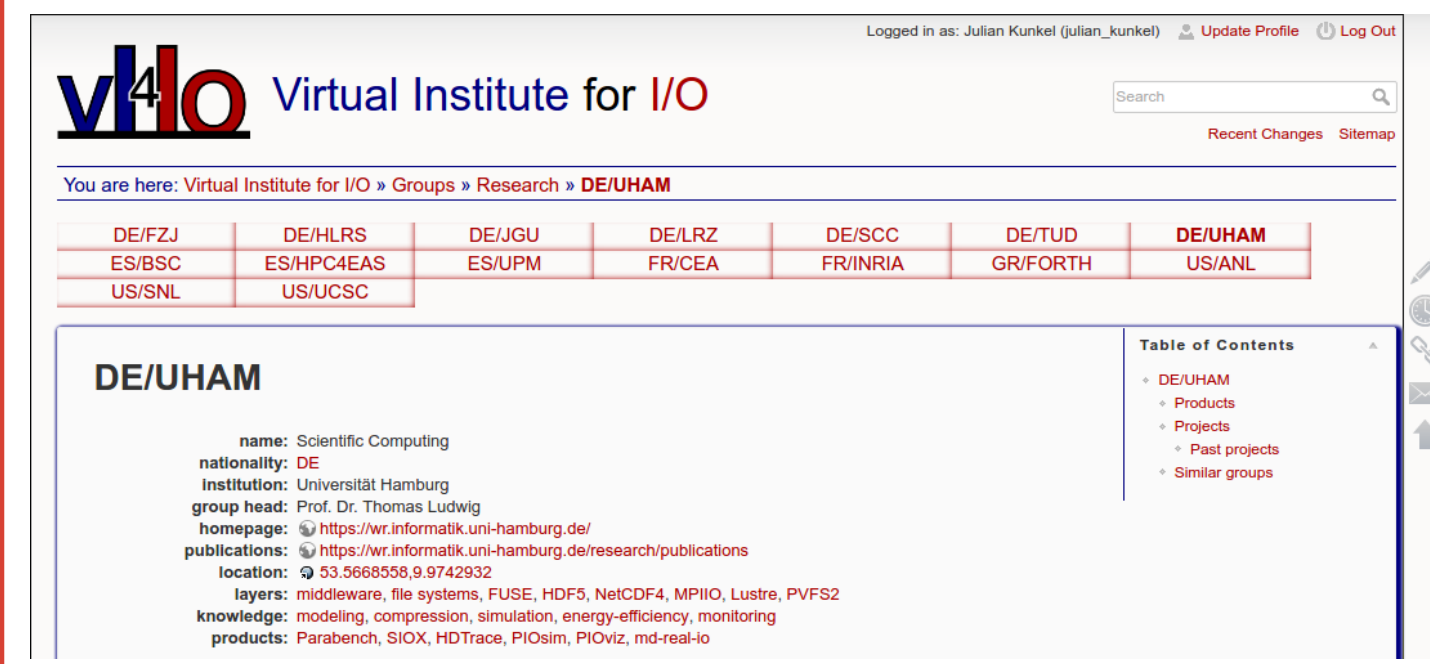 Logged in as: Julian Kunkel (julian_kunkel) Update Profile Log Out
vI4IO Virtual Institute for I/O
Search
Recent Changes Sitemap
You are here: Virtual Institute for I/O » Groups » Research » DE/UHAM
DE/FZJ DE/HLRS DE/JGU DE/LRZ DE/SCC DE/TUD DE/UHAM
ES/BSC ES/HPC4EAS ES/UPM FR/CEA FR/INRIA GR/FORTH US/ANL
US/SNL US/UCSC
Table of Contents
DE/UHAM
Products
Projects
Past projects
Similar groups
DE/UHAM
name: Scientific Computing
nationality: DE
institution: Universität Hamburg
group head: Prof. Dr. Thomas Ludwig
homepage: https://wr.informatik.uni-hamburg.de/
publications: https://wr.informatik.uni-hamburg.de/research/publications
location: 53.5668558,9.9742932
layers: middleware, file systems, FUSE, HDF5, NetCDF4, MPIIO, Lustre, PVFS2
knowledge: modeling, compression, simulation, energy-efficiency, monitoring
products: Parabench, SIOX, HDTrace, PIOsim, PIOviz, md-real-io